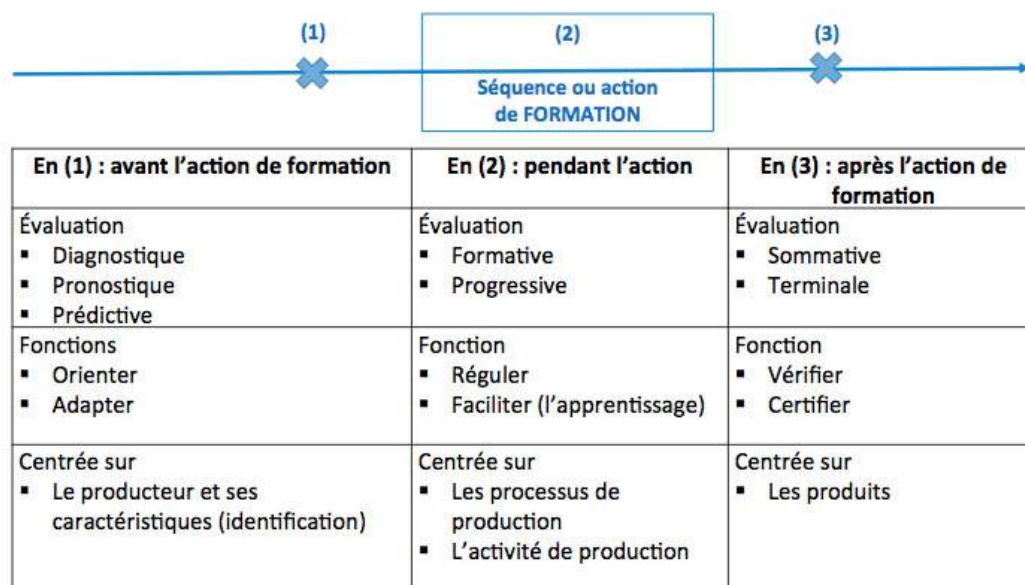 (1)
(2)
(3)
Séquence ou action
de FORMATION
En (1) : avant l’action de formation
En (2) : pendant l’action
En (3) : après l’action de
formation
Évaluation
▪ Diagnostique
▪ Pronostique
▪ Prédictive
Évaluation
▪ Formative
▪ Progressive
Évaluation
▪ Sommative
▪ Terminale
Fonctions
▪ Orienter
▪ Adapter
Fonction
▪ Réguler
▪ Faciliter (l’apprentissage)
Fonction
▪ Vérifier
▪ Certifier
Centrée sur
▪ Le producteur et ses
caractéristiques (identification)
Centrée sur
▪ Les processus de
production
▪ L’activité de production
Centrée sur
▪ Les produits